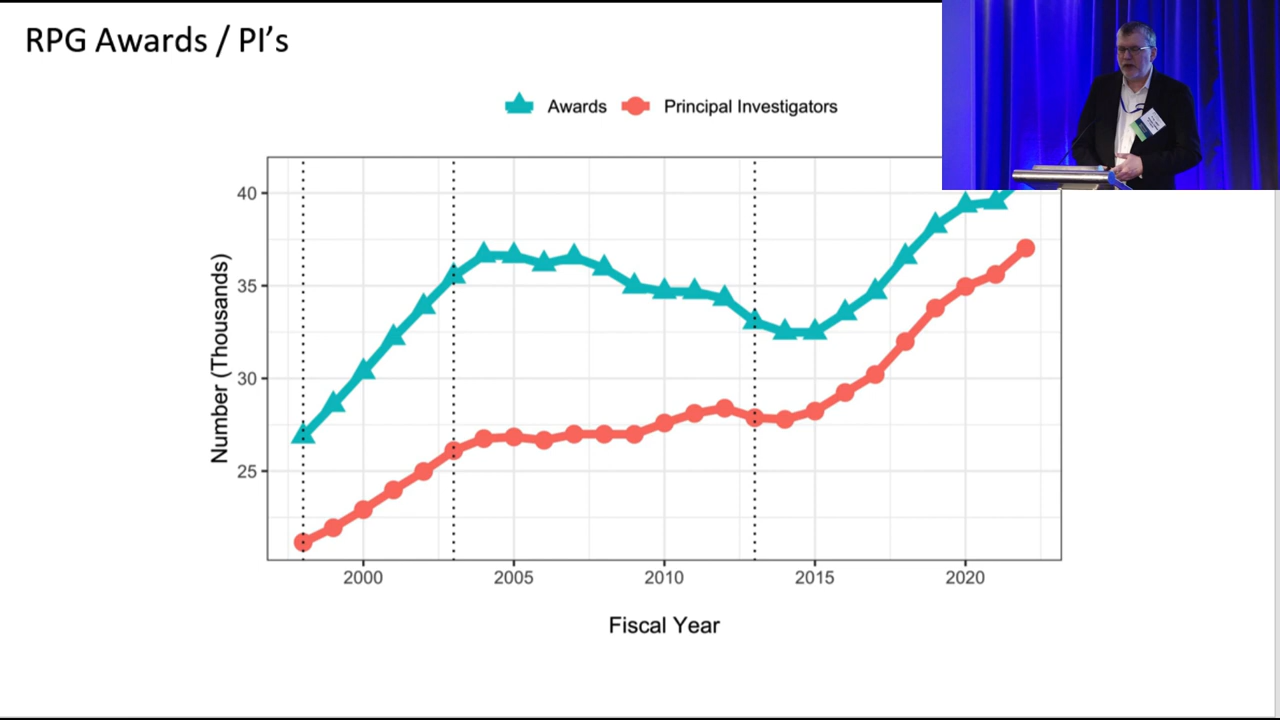 RPG Awards / PI's
Awards Principal Investigators
Number (Thousands)
40
35
30
25
2000 2005 2010 2015 2020
Fiscal Year